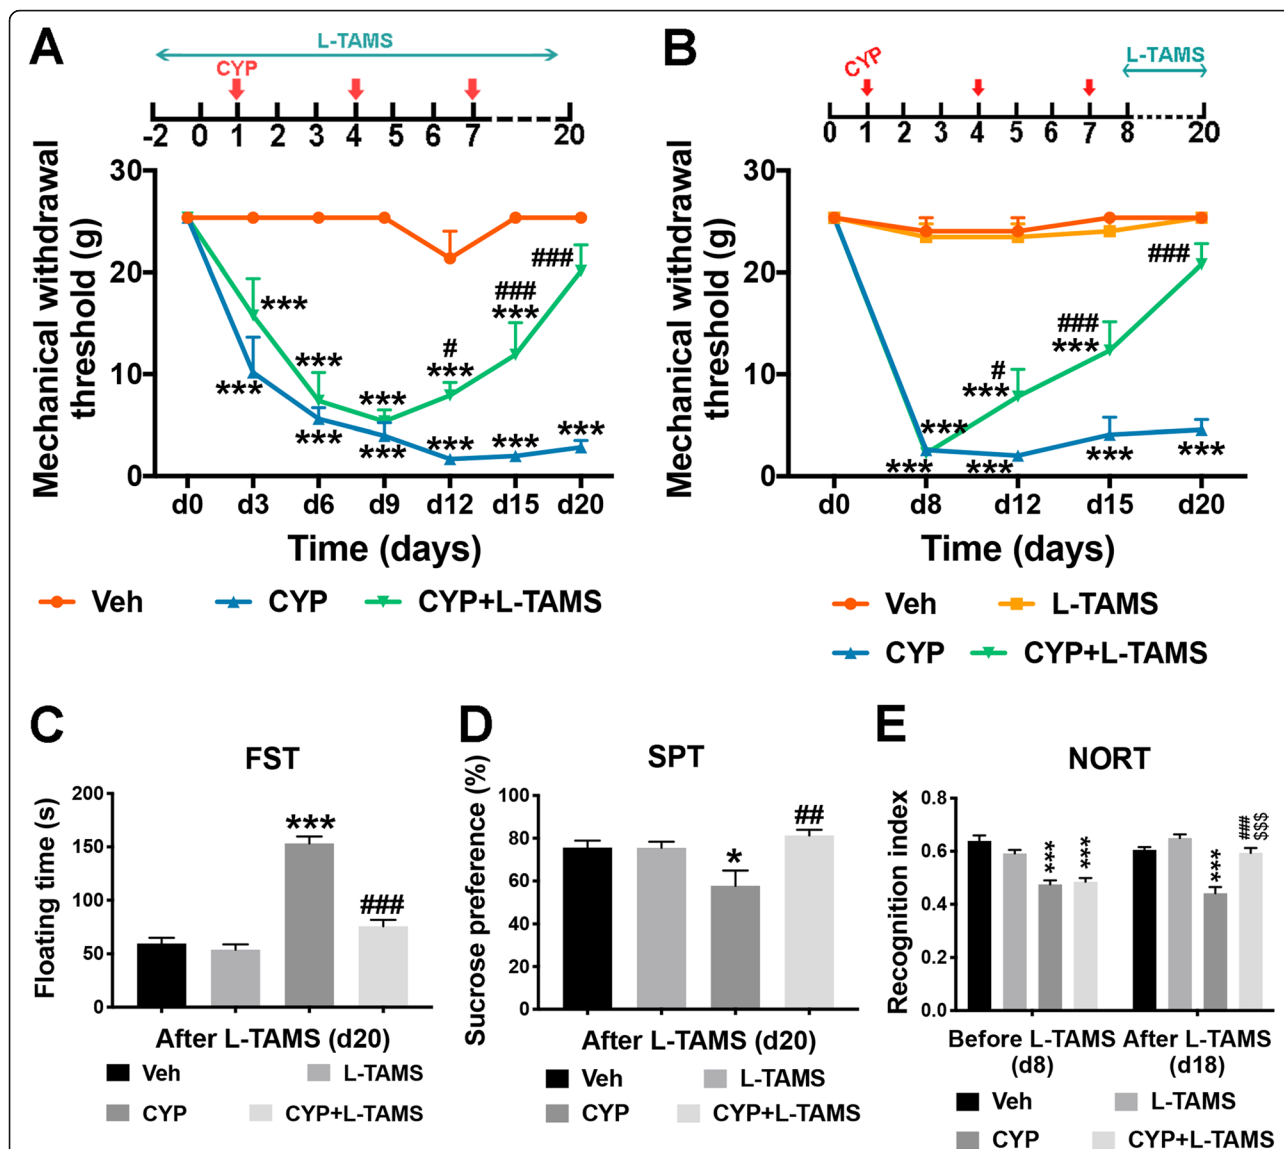 A
L-TAMS
CYP
-2 0 1 2 3 4 5 6 7 20
Mechanical withdrawal threshold (g)
30
20
10
0
***
***
***
***
***
***
#
***
***
###
***
***
###
***
d0 d3 d6 d9 d12 d15 d20
Time (days)
Veh CYP CYP+L-TAMS
B
L-TAMS
CYP
0 1 2 3 4 5 6 7 8 20
Mechanical withdrawal threshold (g)
30
20
10
0
***
***
#
***
***
###
***
***
###
***
d0 d8 d12 d15 d20
Time (days)
Veh L-TAMS
CYP CYP+L-TAMS
C
FST
Floating time (s)
200
150
100
50
0
***
###
After L-TAMS (d20)
Veh L-TAMS
CYP CYP+L-TAMS
D
SPT
Sucrose preference (%)
100
80
60
40
20
0
*
##
After L-TAMS (d20)
Veh L-TAMS
CYP CYP+L-TAMS
E
NORT
Recognition index
0.8
0.6
0.4
0.2
0.0
***
***
***
###
$$$
Before L-TAMS After L-TAMS
(d8) (d18)
Veh L-TAMS
CYP CYP+L-TAMS